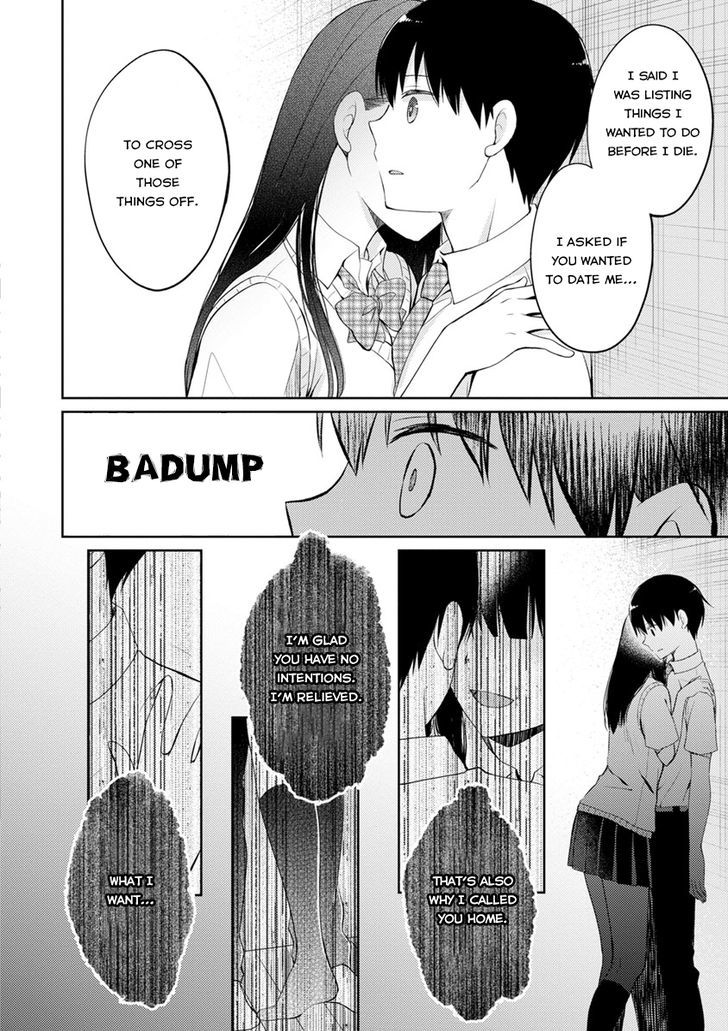 I SAID I
WAS LISTING
THINGS I
WANTED TO DO
BEFORE I DIE.
I ASKED IF
YOU WANTED
TO DATE ME...
TO CROSS
ONE OF
THOSE
THINGS OFF.
BADUMP
THAT'S ALSO
WHY I CALLED
YOU HOME.
I'M GLAD
YOU HAVE NO
INTENTIONS.
I'M RELIEVED.
WHAT I
WANT...